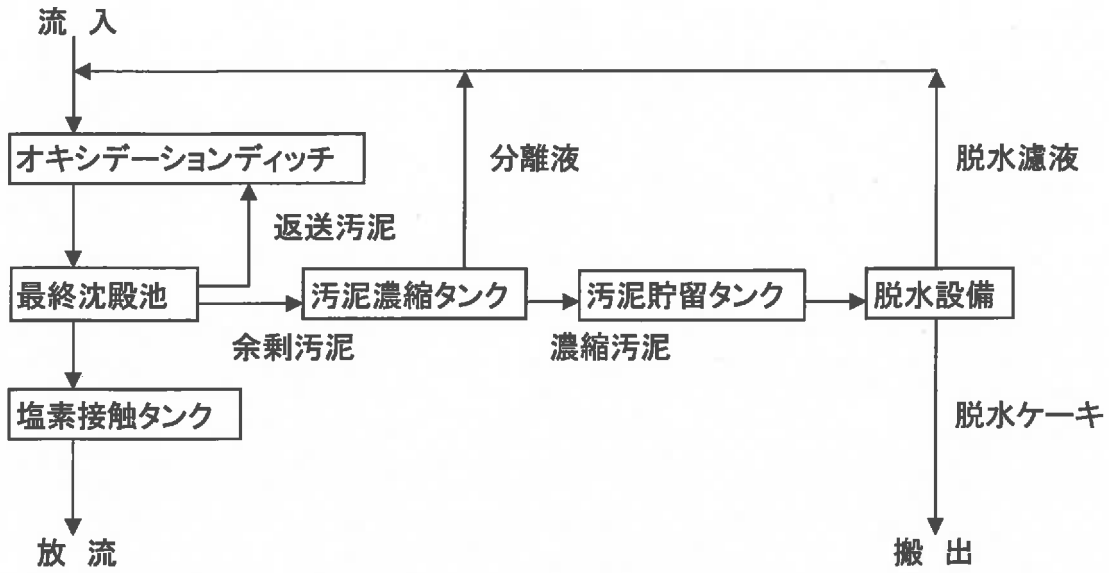 流 入
オキシデーションディッチ
分離液
脱水濾液
返送汚泥
最終沈殿池
汚泥濃縮タンク
汚泥貯留タンク
脱水設備
余剰汚泥
濃縮汚泥
塩素接触タンク
脱水ケーキ
放 流
搬 出